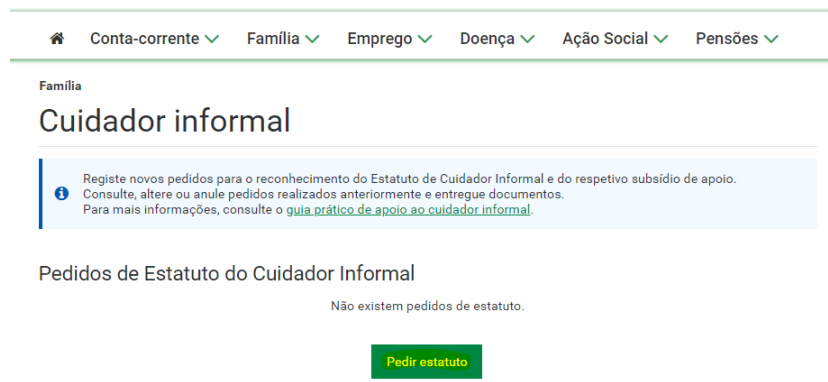 Conta-corrente Família Emprego Doença Ação Social Pensões
Família
Cuidador informal
Registe novos pedidos para o reconhecimento do Estatuto de Cuidador Informal e do respetivo subsídio de apoio.
Consulte, altere ou anule pedidos realizados anteriormente e entregue documentos.
Para mais informações, consulte o guia prático de apoio ao cuidador informal.
Pedidos de Estatuto do Cuidador Informal
Não existem pedidos de estatuto.
Pedir estatuto